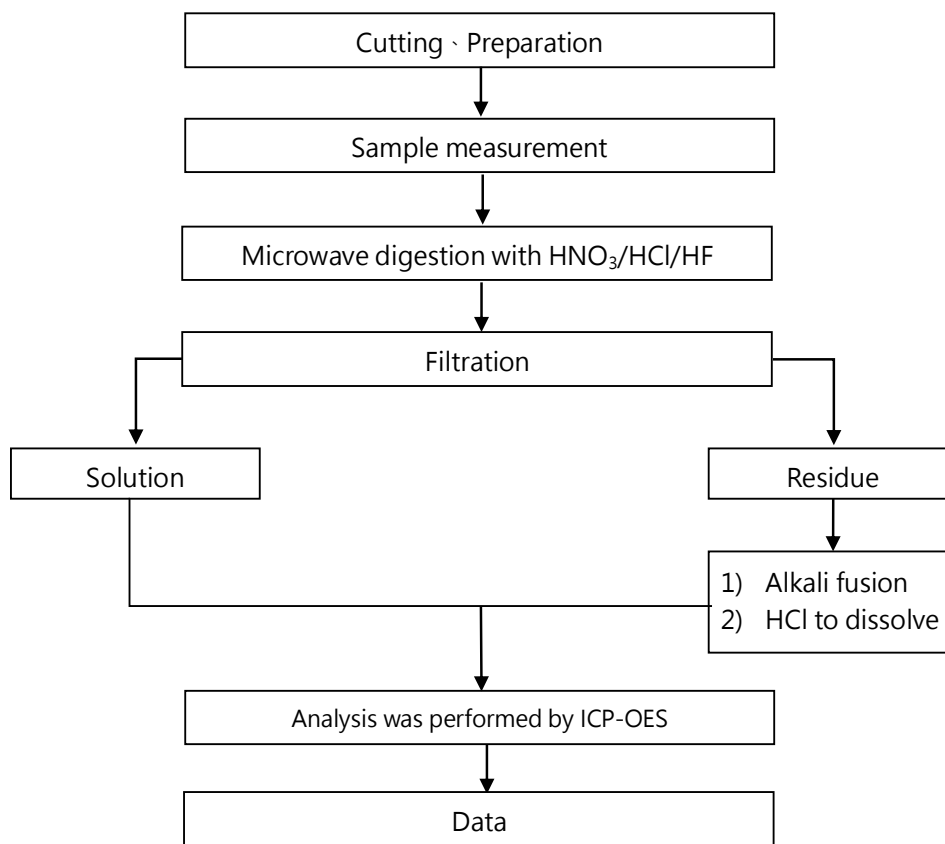 Cutting、Preparation
Sample measurement
Microwave digestion with HNO₃/HCl/HF
Filtration
Solution
Residue
1) Alkali fusion
2) HCl to dissolve
Analysis was performed by ICP-OES
Data